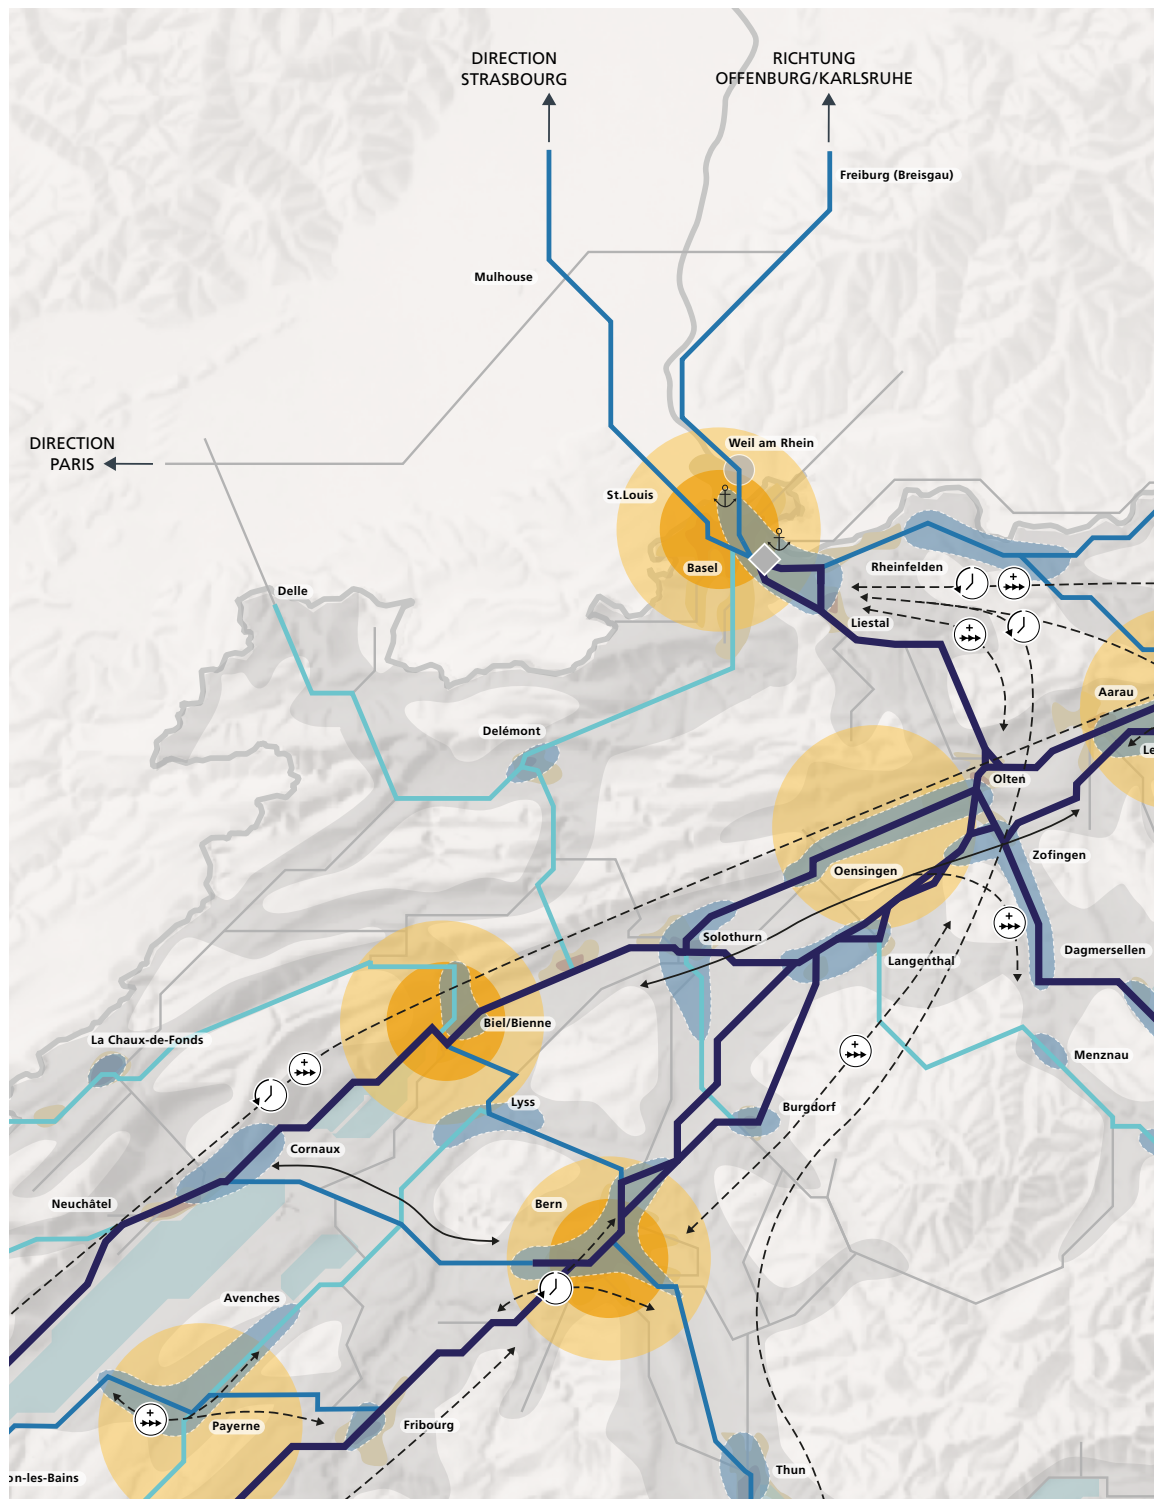 DIRECTION
STRASBOURG
RICHTUNG
OFFENBURG/KARLSRUHE
Freiburg (Breisgau)
Mulhouse
DIRECTION
PARIS
Weil am Rhein
St.Louis
Basel
Rheinfelden
Delle
Liestal
Aarau
Delémont
Le
Olten
Zofingen
Oensingen
Solothurn
Dagmersellen
Langenthal
Biel/Bienne
La Chaux-de-Fonds
Menznau
Lyss
Burgdorf
Cornaux
Neuchâtel
Bern
Avenches
Payerne
Fribourg
Thun
on-les-Bains